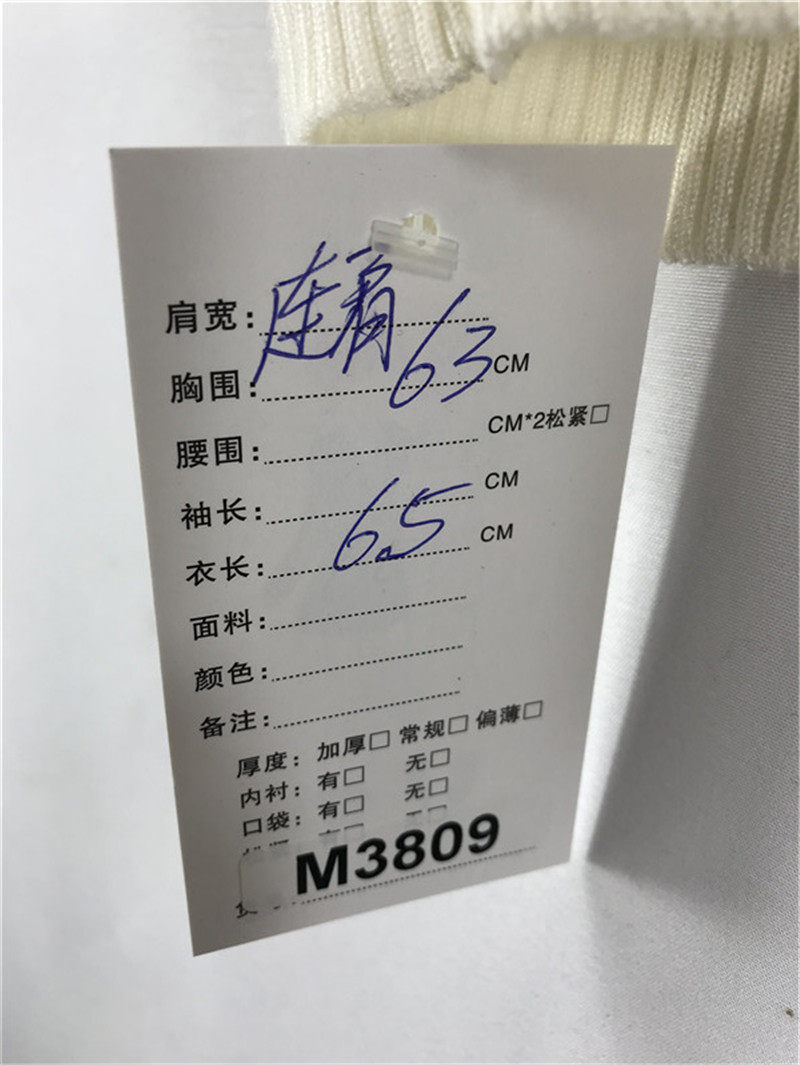 肩宽：连肩
胸围：63 CM
腰围： CM*2松紧□
袖长： CM
衣长：65 CM
面料：
颜色：
备注：
厚度：加厚□ 常规□ 偏薄□
内衬：有□ 无□
口袋：有□ 无□
M3809